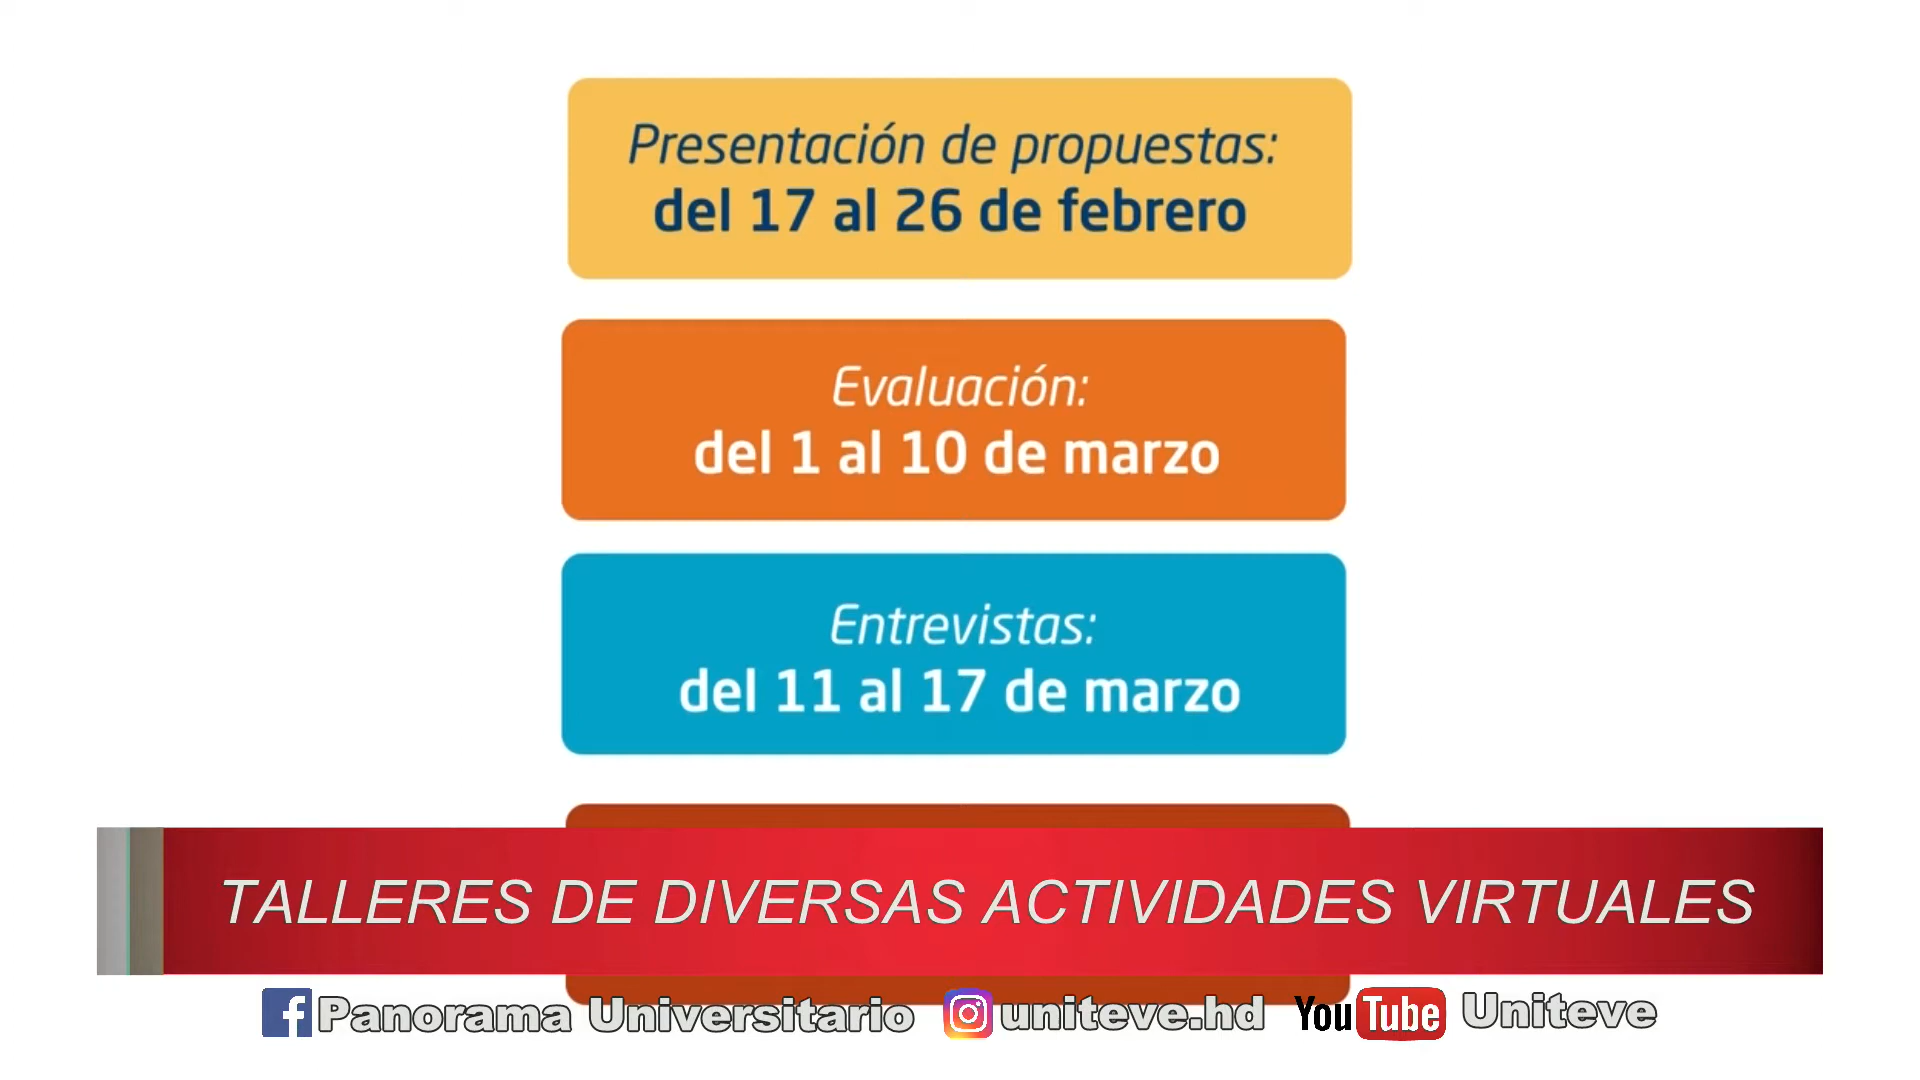 Presentación de propuestas:
del 17 al 26 de febrero
Evaluación:
del 1 al 10 de marzo
Entrevistas:
del 11 al 17 de marzo
TALLERES DE DIVERSAS ACTIVIDADES VIRTUALES
f Panorama Universitario uniteve.hd YouTube Uniteve